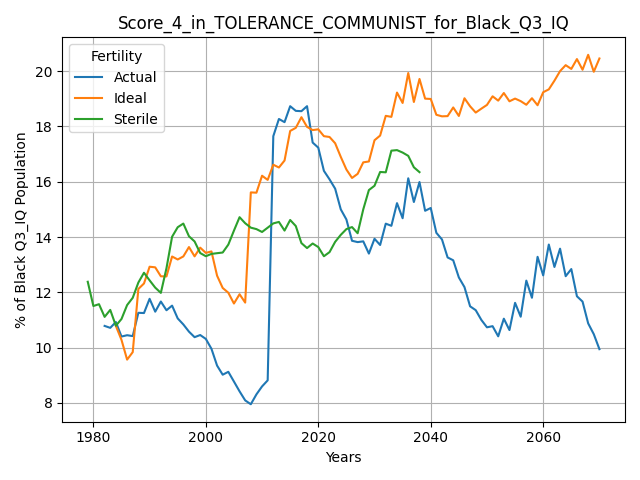 Score_4_in_TOLERANCE_COMMUNIST_for_Black_Q3_IQ
Fertility
Actual
Ideal
Sterile
% of Black Q3_IQ Population
20
18
16
14
12
10
8
1980 2000 2020 2040 2060
Years